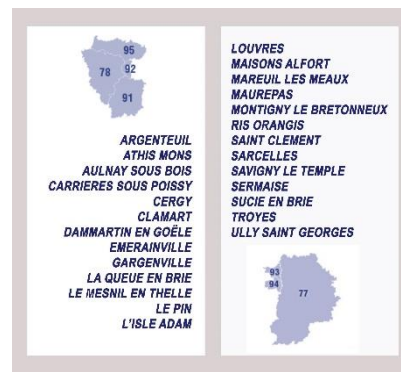 95
78 92
91
ARGENTEUIL
ATHIS MONS
AULNAY SOUS BOIS
CARRIERES SOUS POISSY
CERGY
CLAMART
DAMMARTIN EN GOËLE
EMERAINVILLE
GARGENVILLE
LA QUEUE EN BRIE
LE MESNIL EN THELLE
LE PIN
L'ISLE ADAM
LOUVRES
MAISONS ALFORT
MAREUIL LES MEAUX
MAUREPAS
MONTIGNY LE BRETONNEUX
RIS ORANGIS
SAINT CLEMENT
SARCELLES
SAVIGNY LE TEMPLE
SERMAISE
SUCIE EN BRIE
TROYES
ULLY SAINT GEORGES
93
94 77